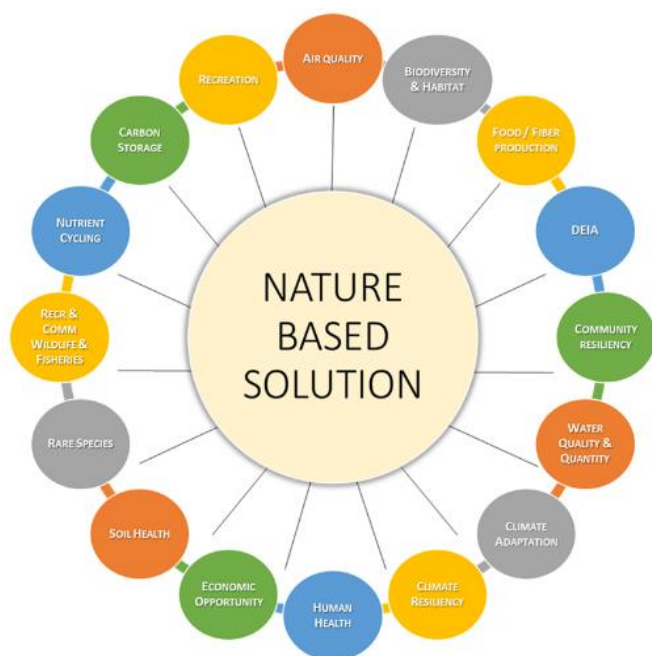 AIR QUALITY
BIODIVERSITY
& HABITAT
FOOD / FIBER
PRODUCTION
DEIA
COMMUNITY
RESILIENCY
WATER
QUALITY &
QUANTITY
CLIMATE
ADAPTATION
CLIMATE
RESILIENCY
HUMAN
HEALTH
ECONOMIC
OPPORTUNITY
SOIL HEALTH
RARE SPECIES
RECR &
COMM
WILDLIFE &
FISHERIES
NUTRIENT
CYCLING
CARBON
STORAGE
RECREATION
NATURE
BASED
SOLUTION